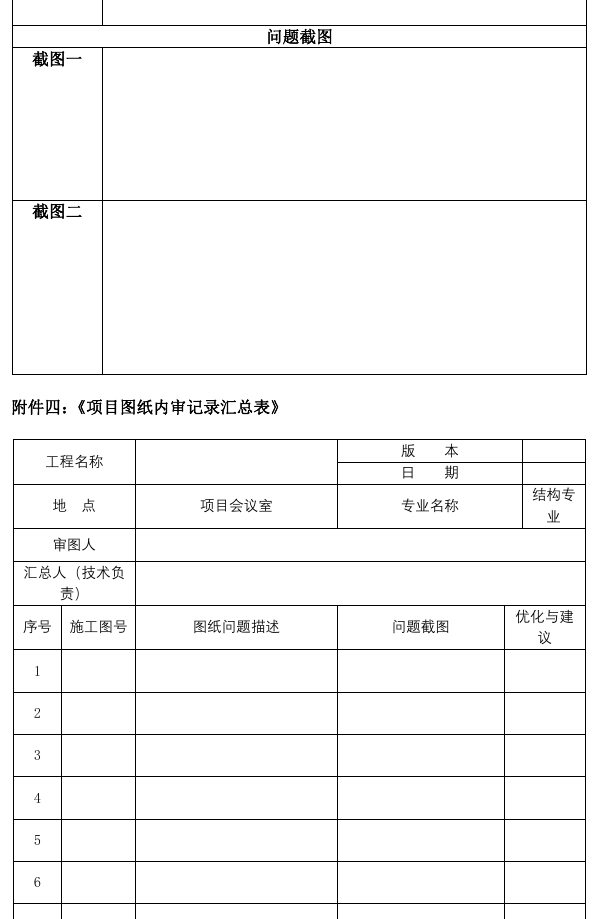 问题截图
截图一
截图二
附件四：《项目图纸内审记录汇总表》
工程名称
版　　本
日　　期
地　点
项目会议室
专业名称
结构专
业
审图人
汇总人（技术负
责）
序号
施工图号
图纸问题描述
问题截图
优化与建
议
1
2
3
4
5
6